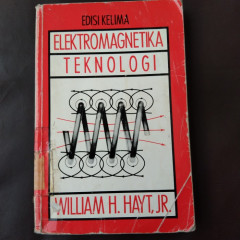 EDISI KELIMA
ELEKTROMAGNETIKA
TEKNOLOGI
WILLIAM H. HAYT, JR.